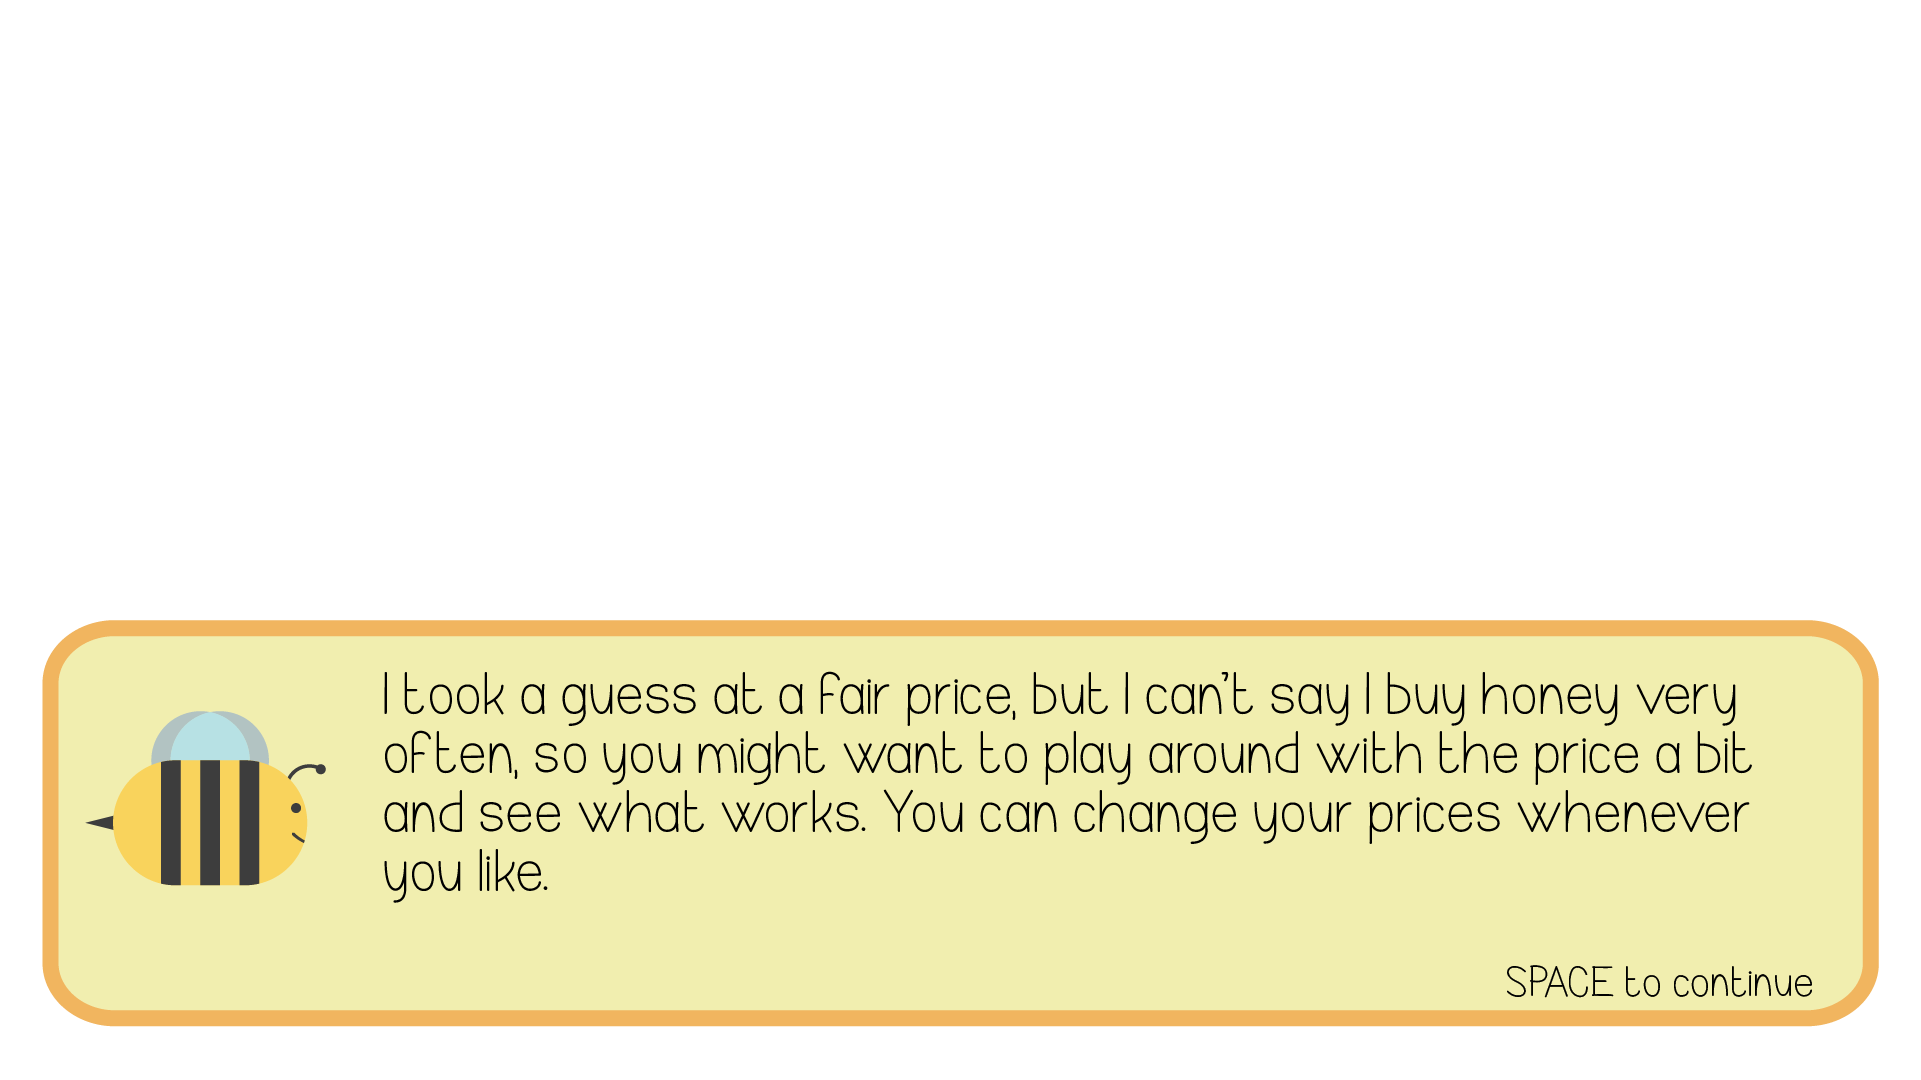 I took a guess at a fair price, but I can't say I buy honey very
often, so you might want to play around with the price a bit
and see what works. You can change your prices whenever
you like.
SPACE to continue